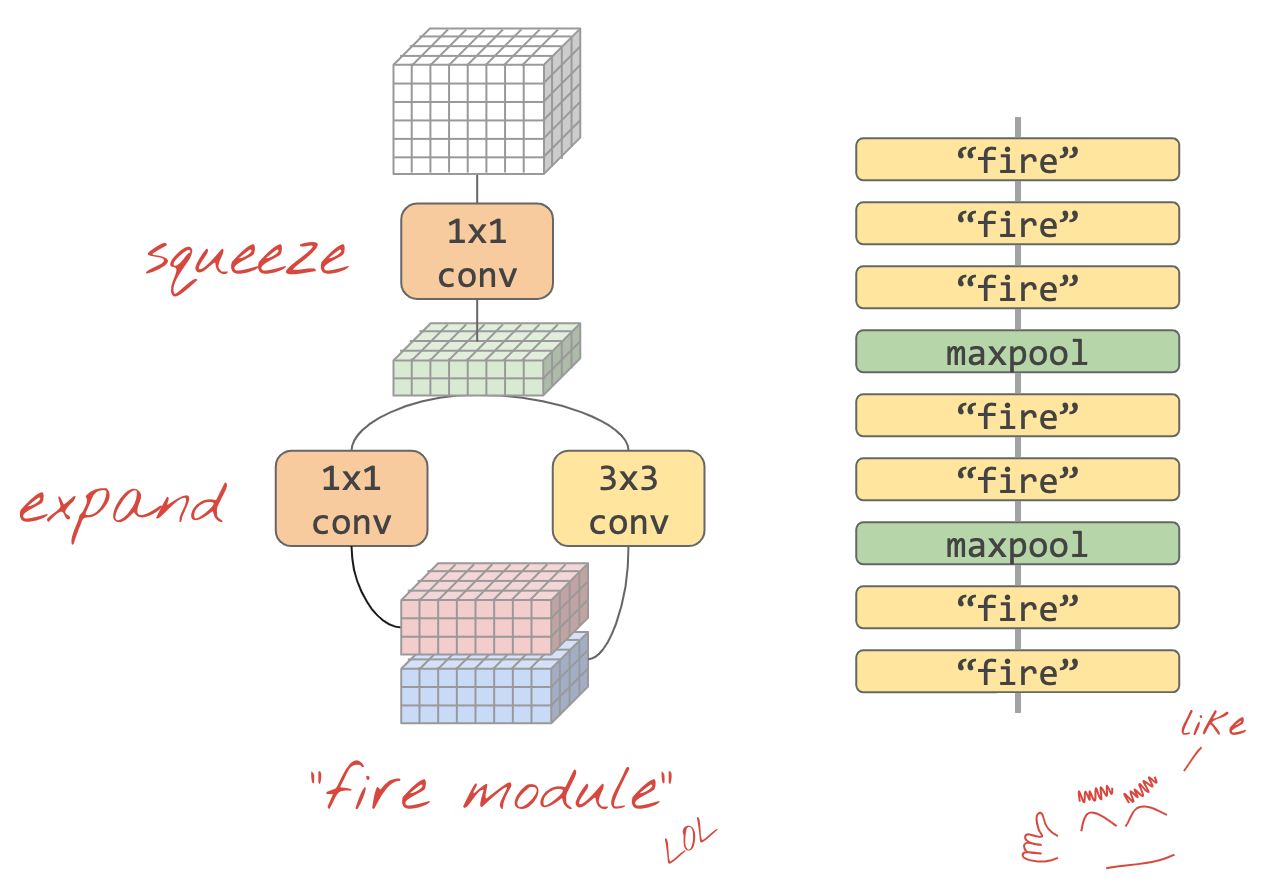 squeeze
1x1
conv
expand
1x1
conv
3x3
conv
"fire module"
LOL
“fire”
“fire”
“fire”
maxpool
“fire”
“fire”
maxpool
“fire”
“fire”
like